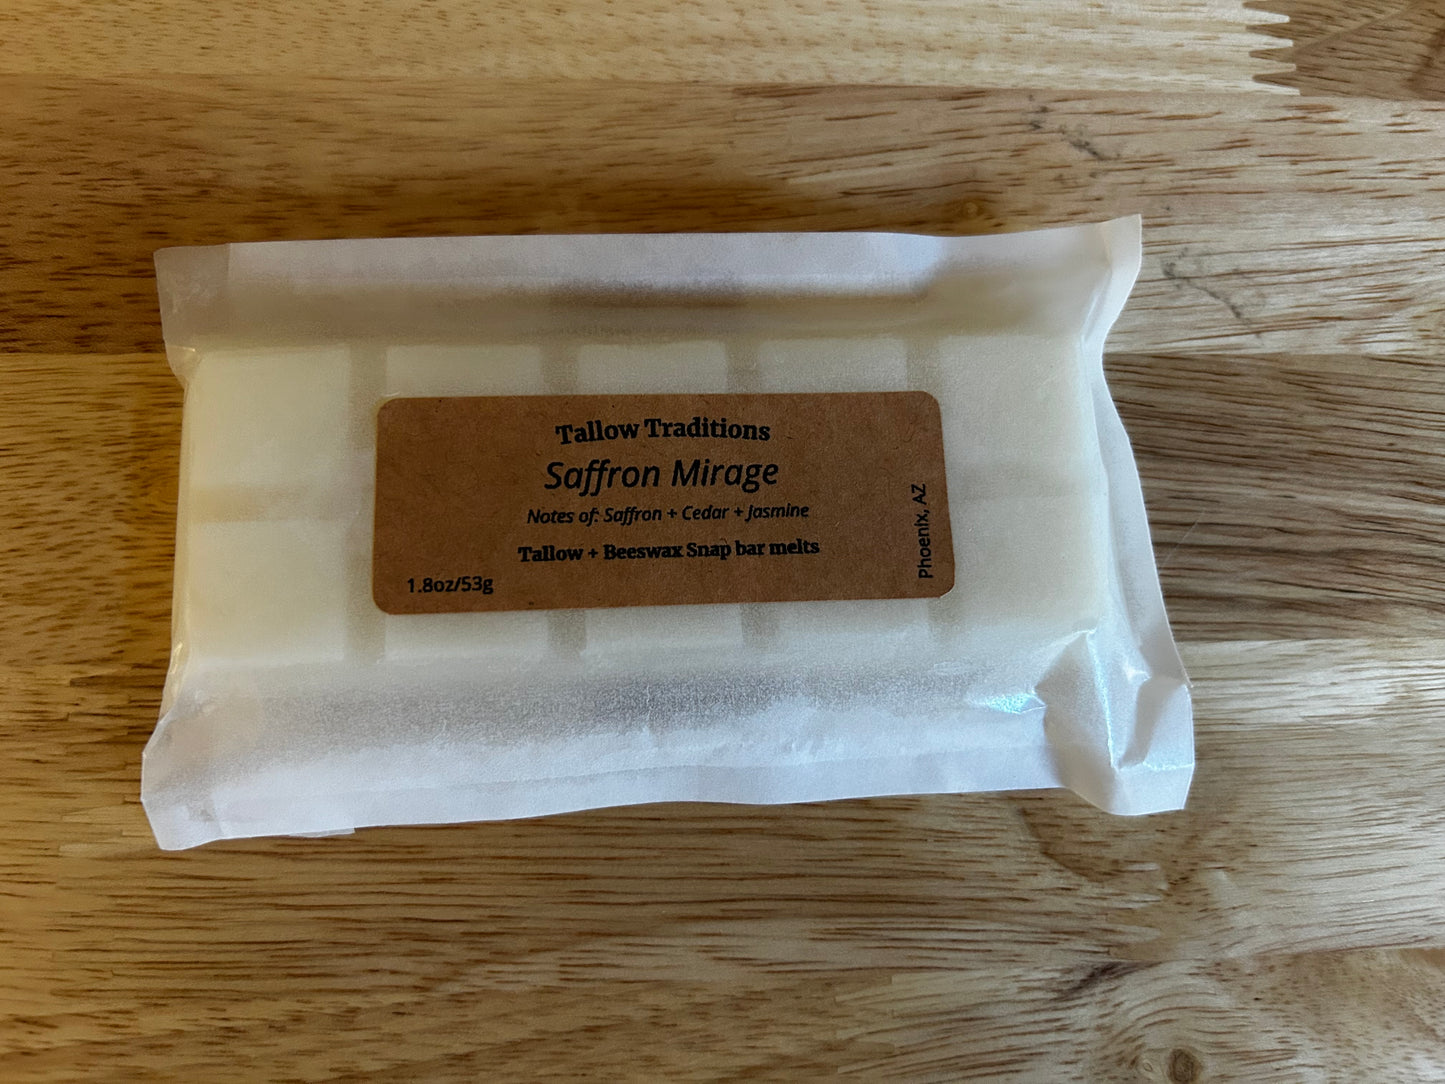 Tallow Traditions
Saffron Mirage
Notes of: Saffron + Cedar + Jasmine
Tallow + Beeswax Snap bar melts
1.8oz/53g
Phoenix, AZ